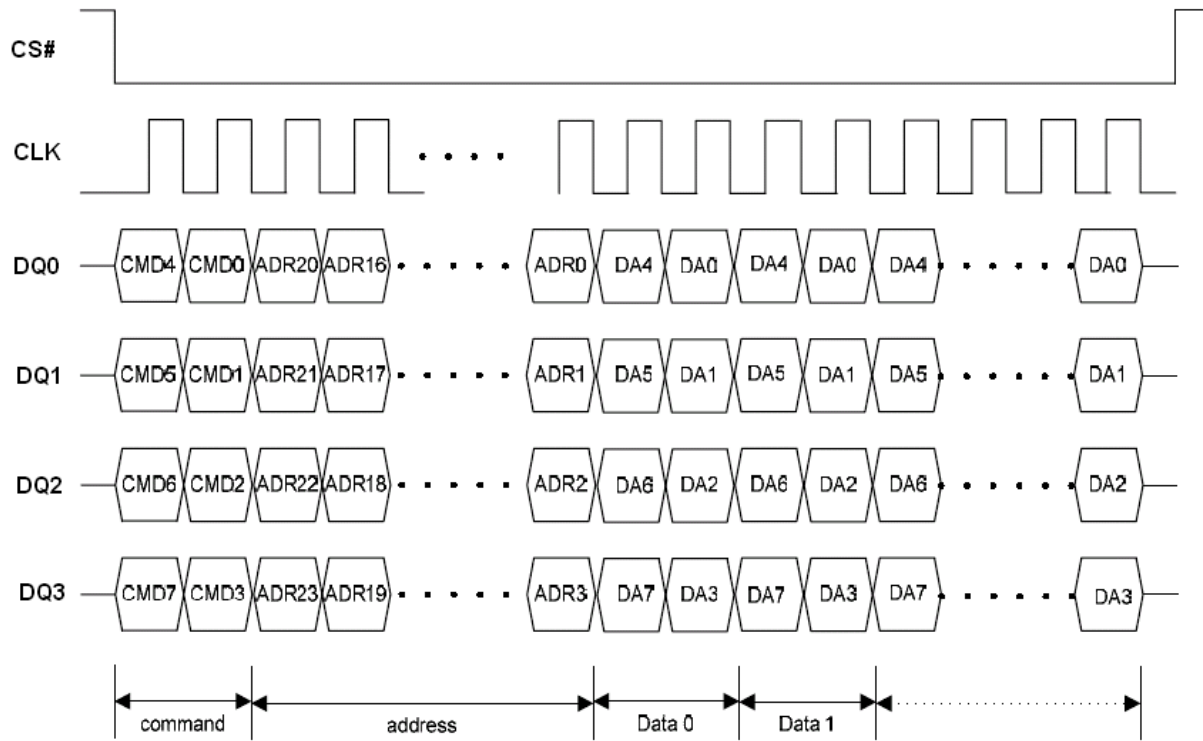 CS#
CLK
DQ0 CMD4 CMD0 ADR20 ADR16 ADR0 DA4 DA0 DA4 DA0 DA4 DA0
DQ1 CMD5 CMD1 ADR21 ADR17 ADR1 DA5 DA1 DA5 DA1 DA5 DA1
DQ2 CMD6 CMD2 ADR22 ADR18 ADR2 DA6 DA2 DA6 DA2 DA6 DA2
DQ3 CMD7 CMD3 ADR23 ADR19 ADR3 DA7 DA3 DA7 DA3 DA7 DA3
command address Data 0 Data 1